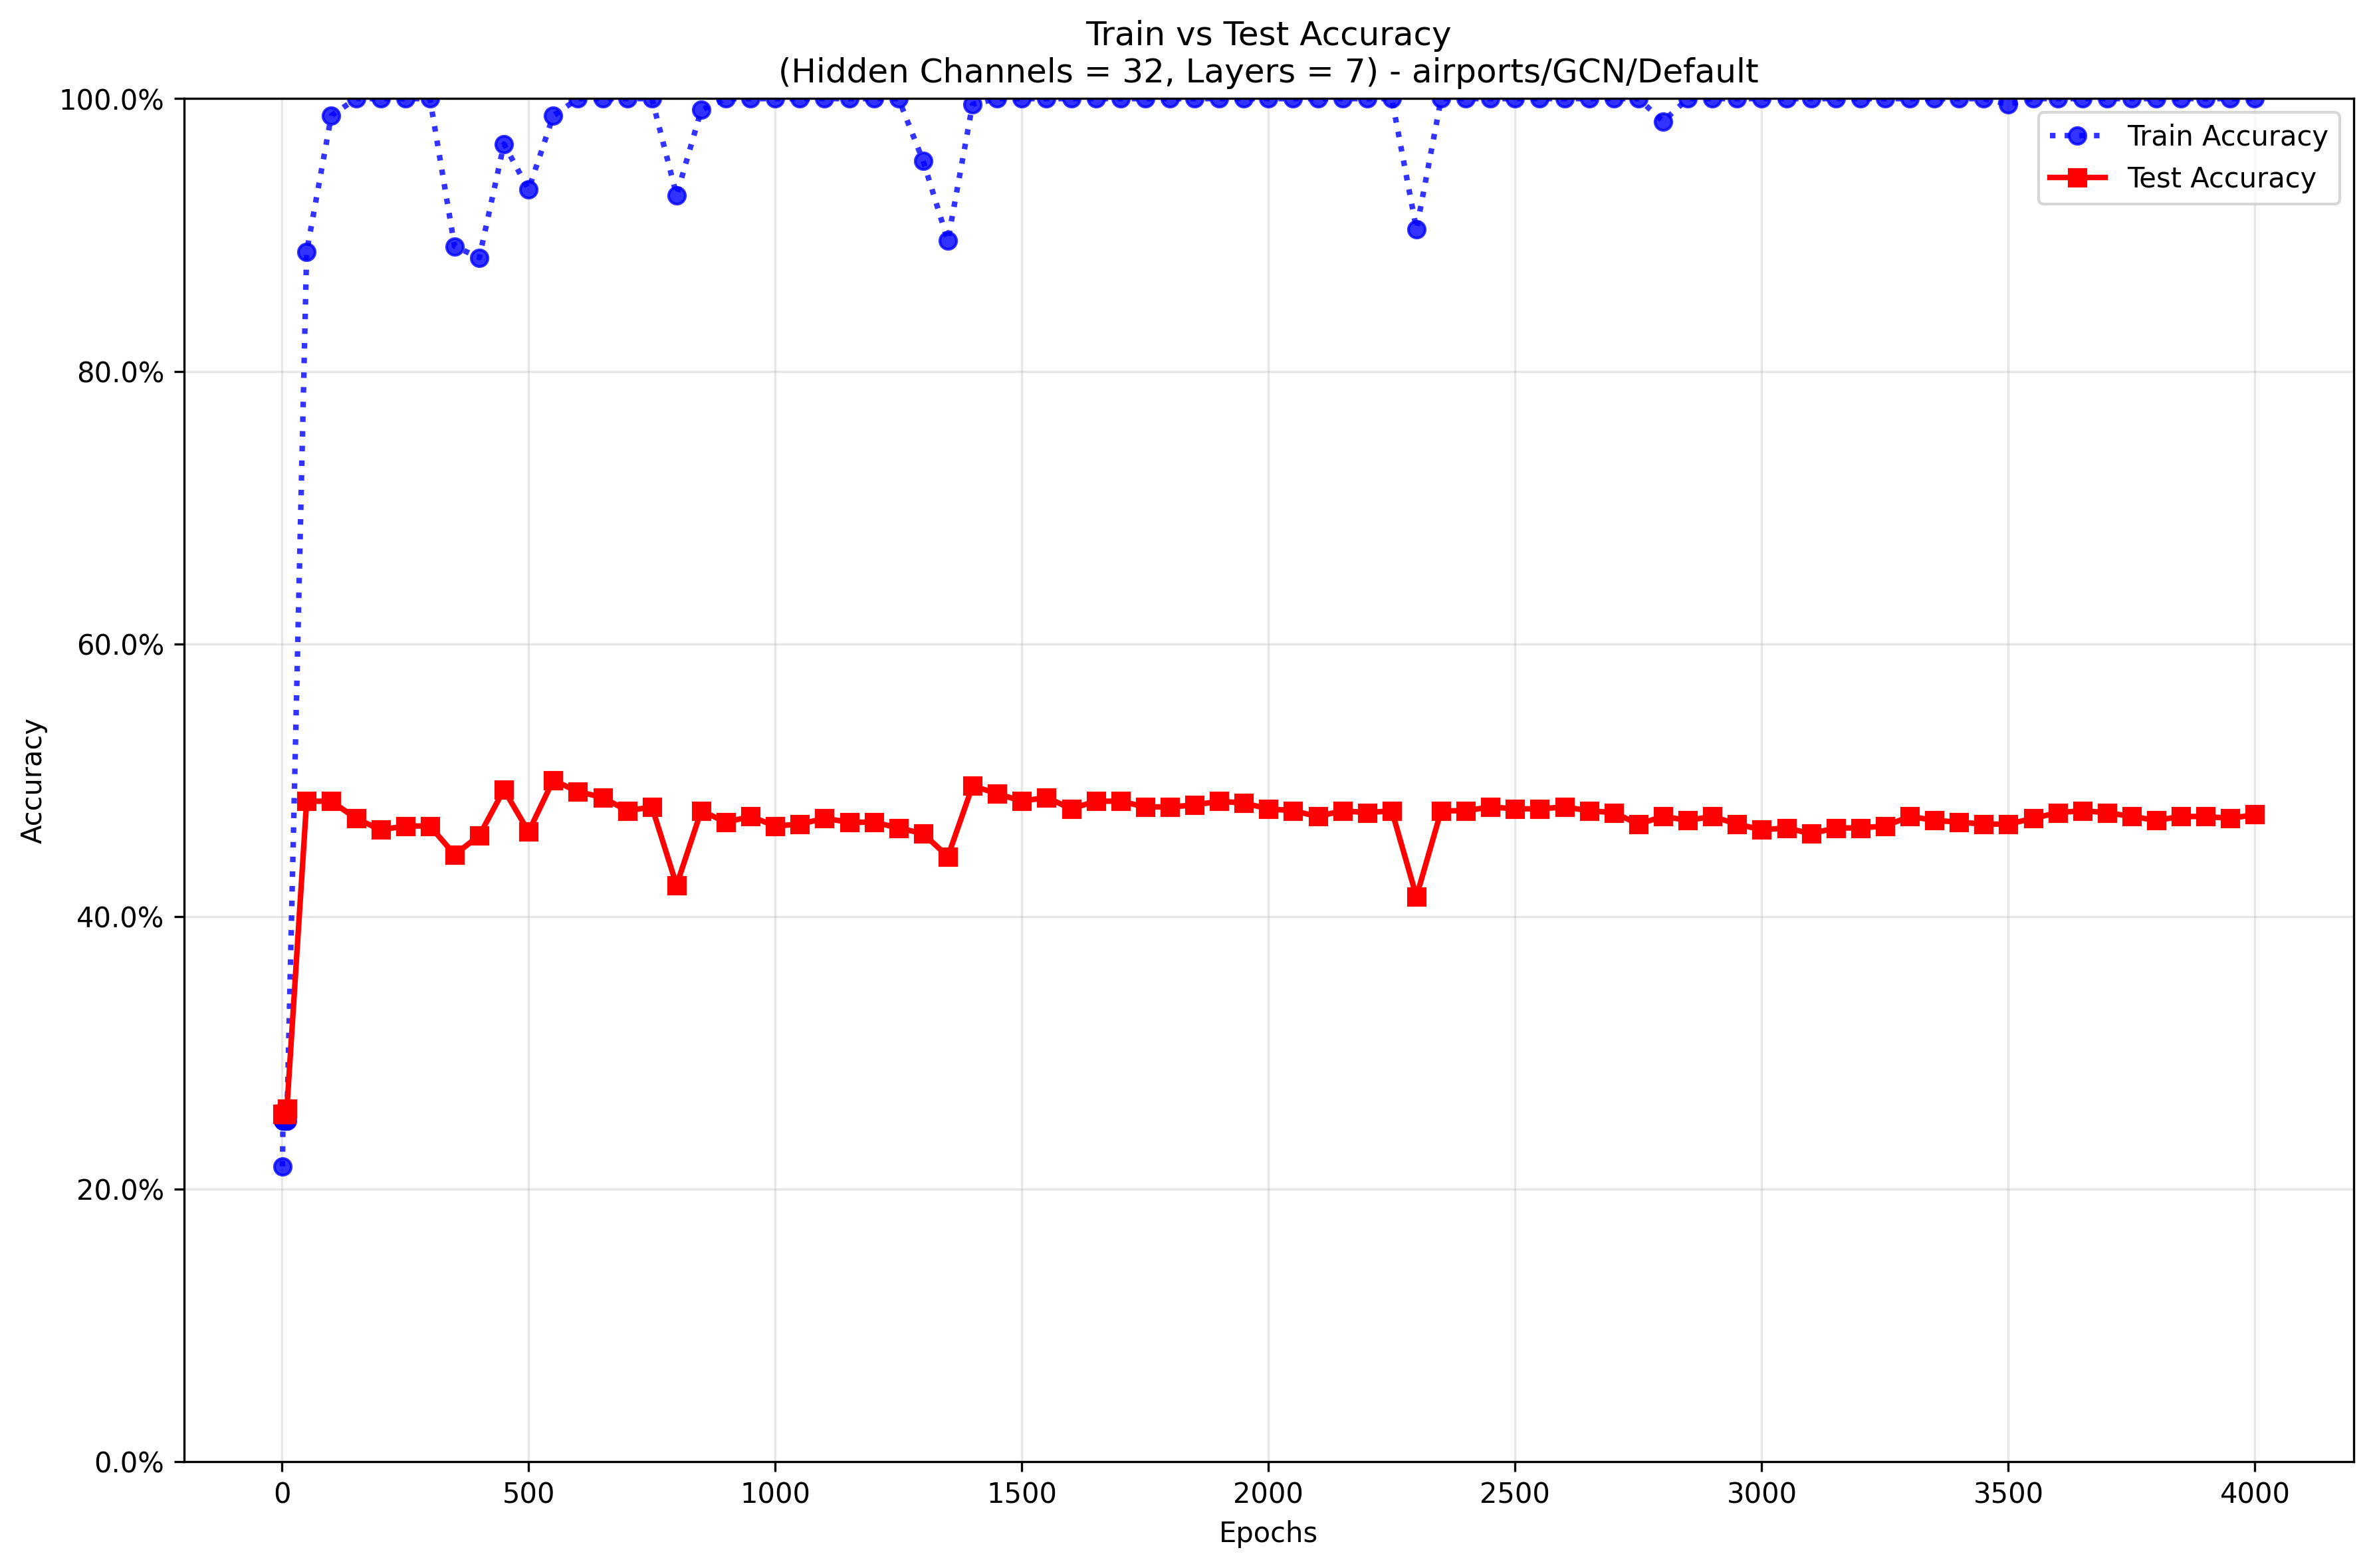 Train vs Test Accuracy
(Hidden Channels = 32, Layers = 7) - airports/GCN/Default
100.0%
80.0%
60.0%
40.0%
20.0%
0.0%
Accuracy
Train Accuracy
Test Accuracy
0 500 1000 1500 2000 2500 3000 3500 4000
Epochs